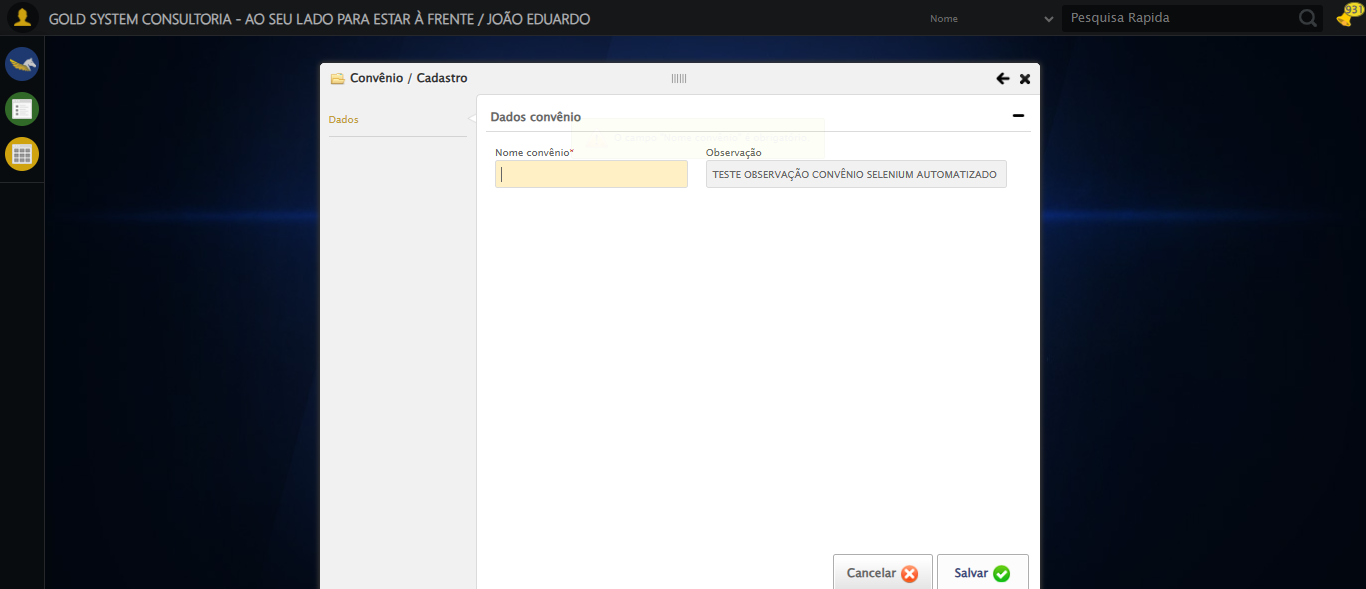 GOLD SYSTEM CONSULTORIA - AO SEU LADO PARA ESTAR À FRENTE / JOÃO EDUARDO
Nome
Pesquisa Rapida
931
Convênio / Cadastro
Dados
Dados convênio
Nome convênio*
Observação
TESTE OBSERVAÇÃO CONVÊNIO SELENIUM AUTOMATIZADO
Cancelar
Salvar